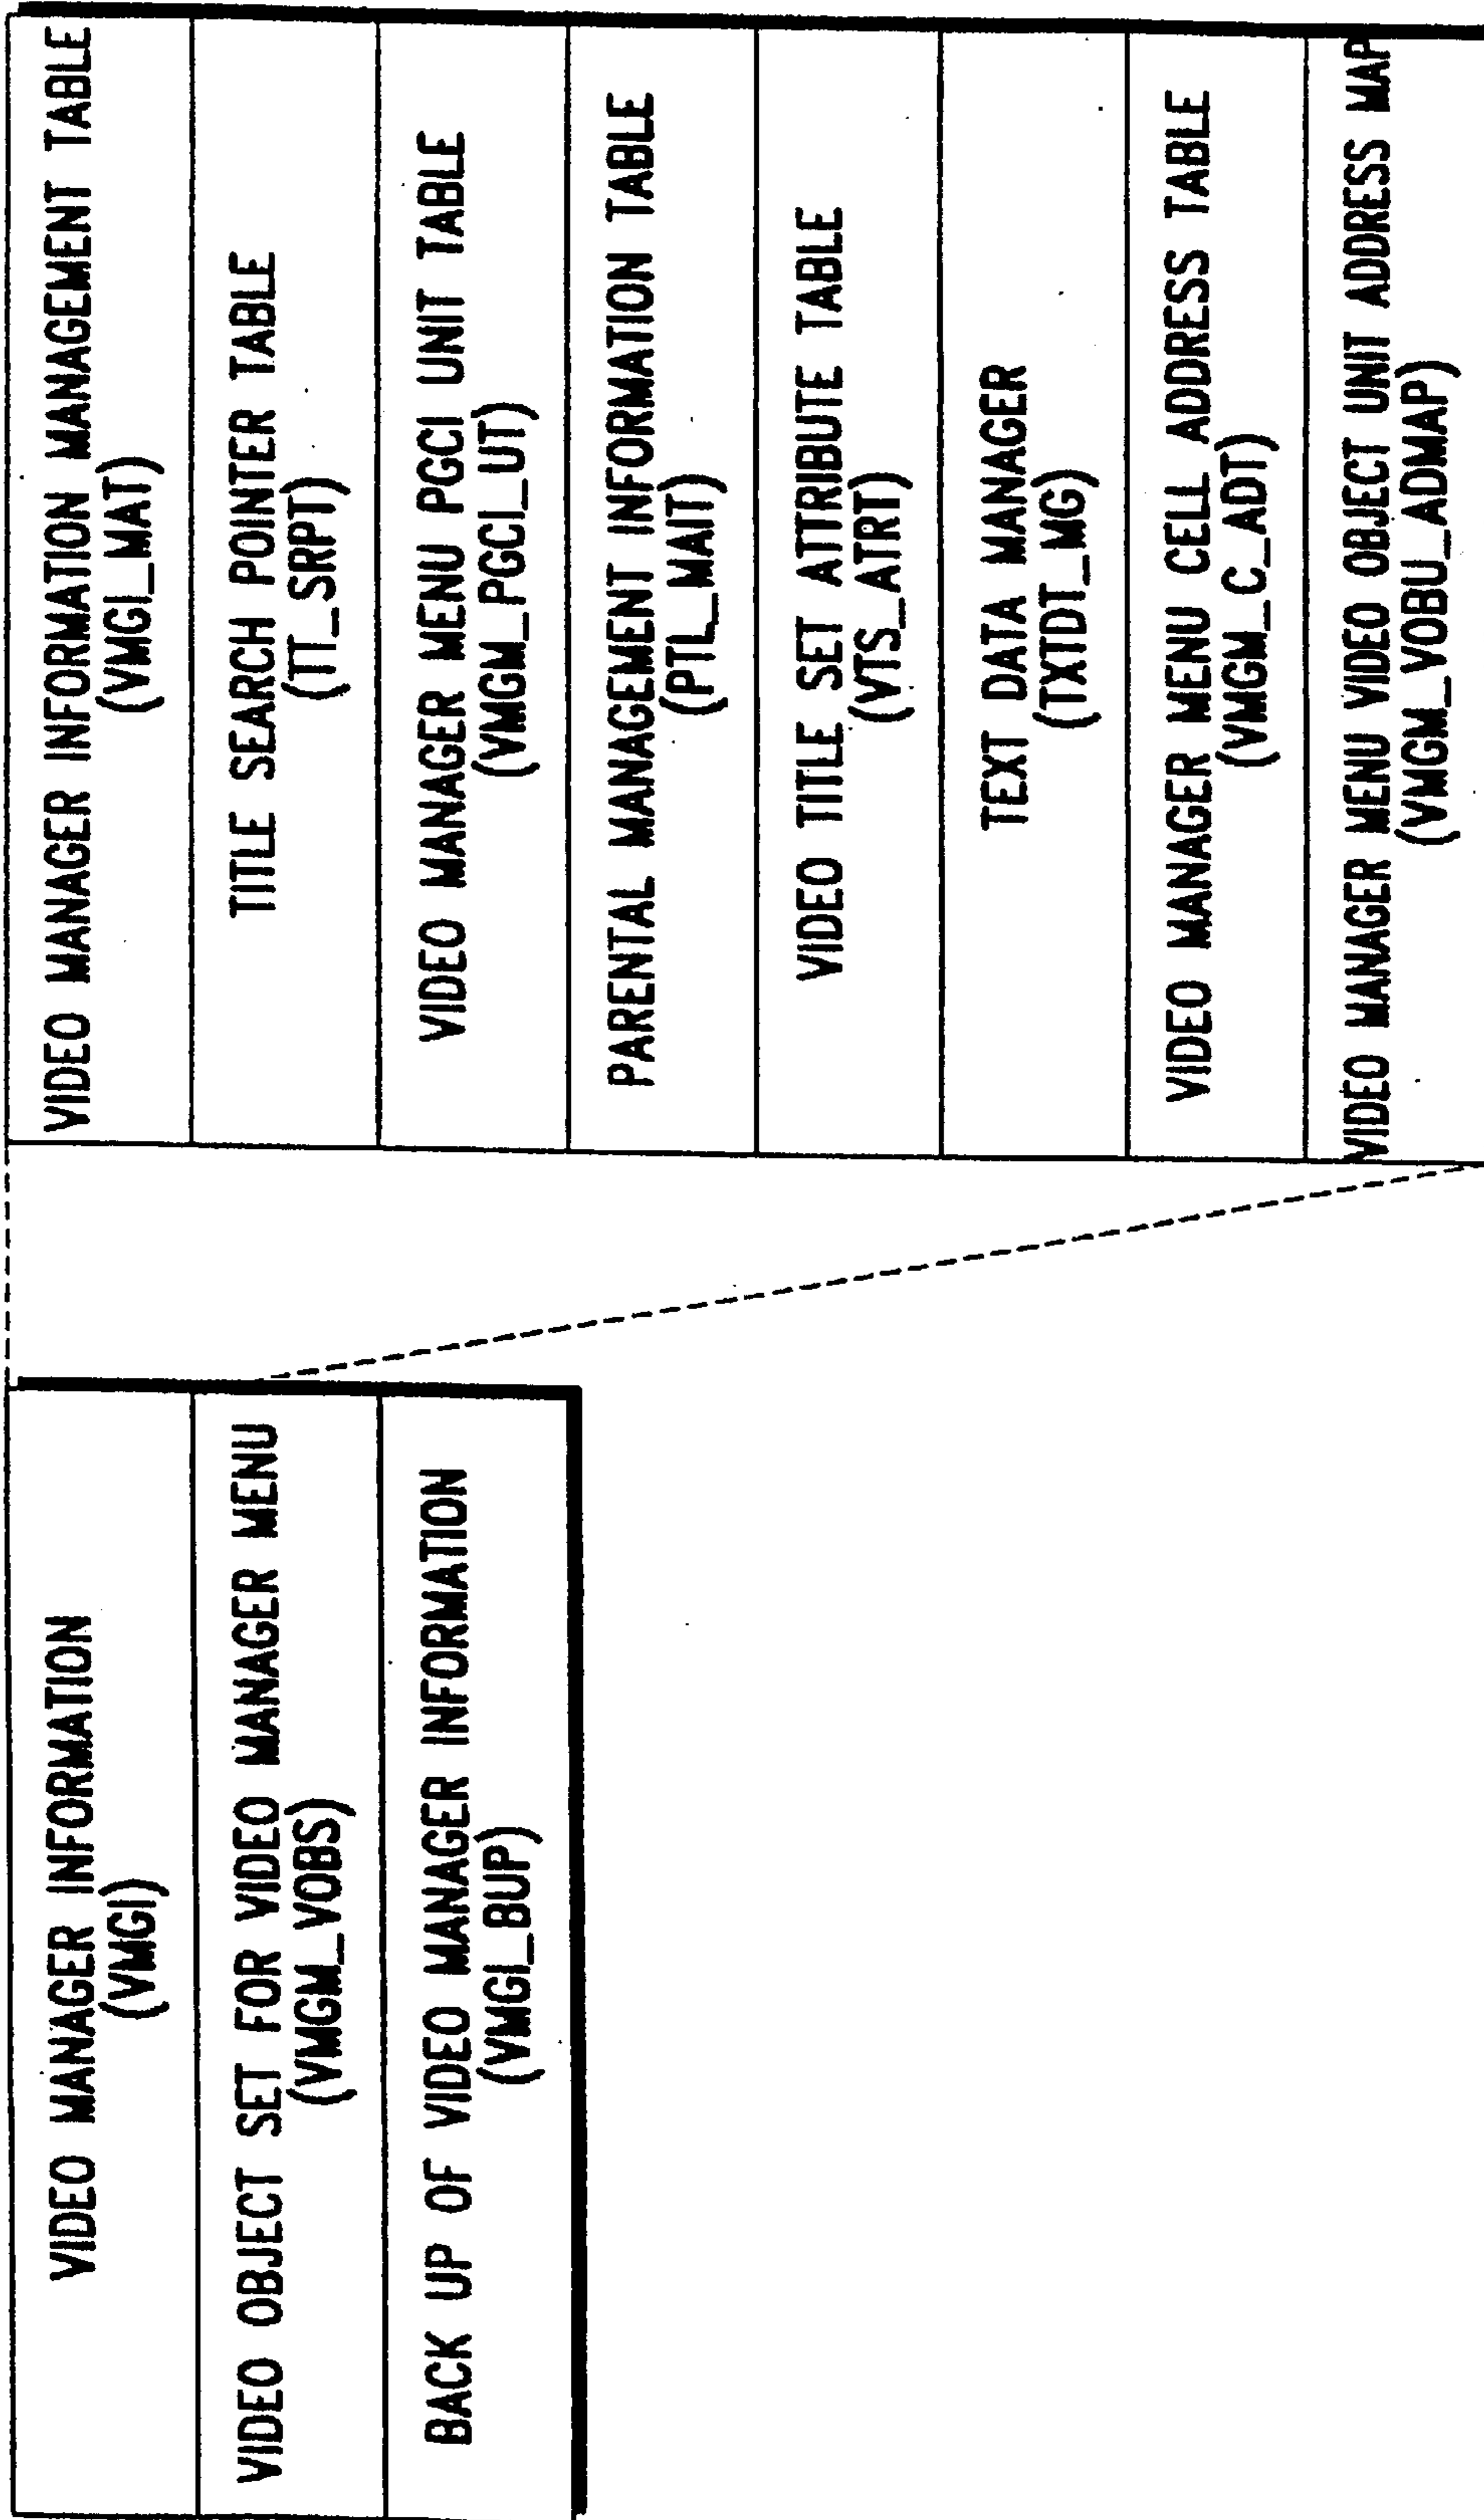 VIDEO MANAGER INFORMATION
(VMGI)
VIDEO OBJECT SET FOR VIDEO MANAGER MENU
(VMGM_VOBS)
BACK UP OF VIDEO MANAGER INFORMATION
(VMGI_BUP)
VIDEO MANAGER INFORMATION MANAGEMENT TABLE
(VMGI_MAT)
TITLE SEARCH POINTER TABLE
(TT_SRPT)
VIDEO MANAGER MENU PGCI UNIT TABLE
(VMGM_PGCI_UT)
PARENTAL MANAGEMENT INFORMATION TABLE
(PTL_MAIT)
VIDEO TITLE SET ATTRIBUTE TABLE
(VTS_ATRT)
TEXT DATA MANAGER
(TXTDT_MG)
VIDEO MANAGER MENU CELL ADDRESS TABLE
(VMGM_C_ADT)
VIDEO MANAGER MENU VIDEO OBJECT UNIT ADDRESS MAP
(VMGM_VOBU_ADMAP)